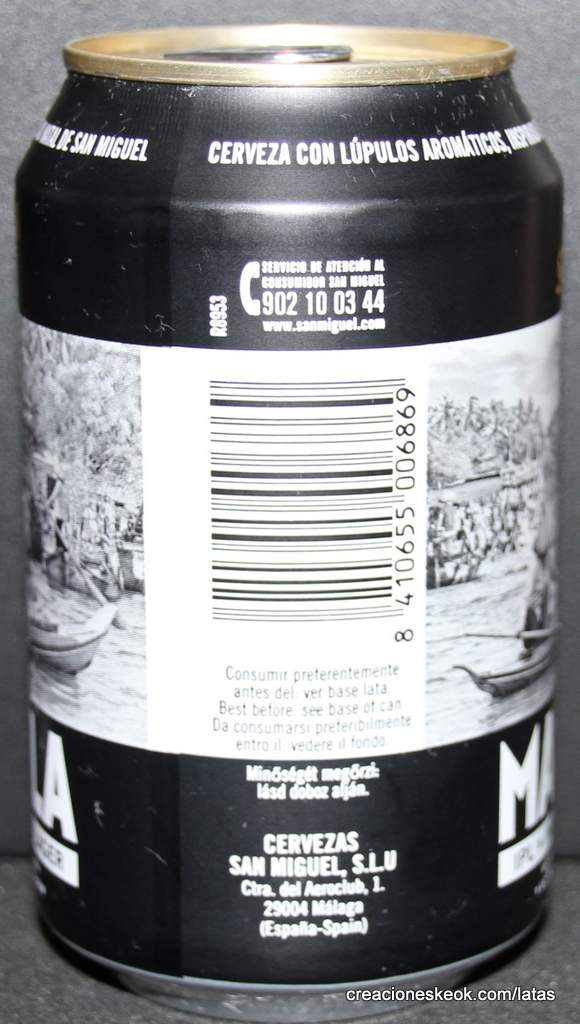 DE SAN MIGUEL
CERVEZA CON LÚPULOS AROMÁTICOS,
SERVICIO DE ATENCIÓN AL
CONSUMIDOR SAN MIGUEL
902 10 03 44
www.sanmiguel.com
R8953
8 410655 006869
Consumir preferentemente
antes del: ver base lata.
Best before: see base of can.
Da consumarsi preferibilmente
entro il: vedere il fondo.
Minőségét megőrzi:
lásd doboz alján.
LA
MA
CERVEZAS
SAN MIGUEL, S.L.U
Ctra. del Aeroclub, 1.
29004 Málaga
(España-Spain)
creacioneskeok.com/latas